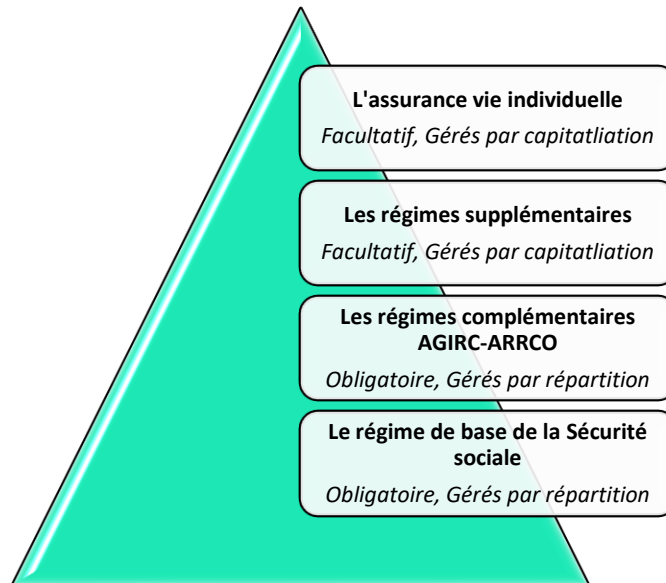 L'assurance vie individuelle
Facultatif, Gérés par capitatliation
Les régimes supplémentaires
Facultatif, Gérés par capitatliation
Les régimes complémentaires
AGIRC-ARRCO
Obligatoire, Gérés par répartition
Le régime de base de la Sécurité
sociale
Obligatoire, Gérés par répartition